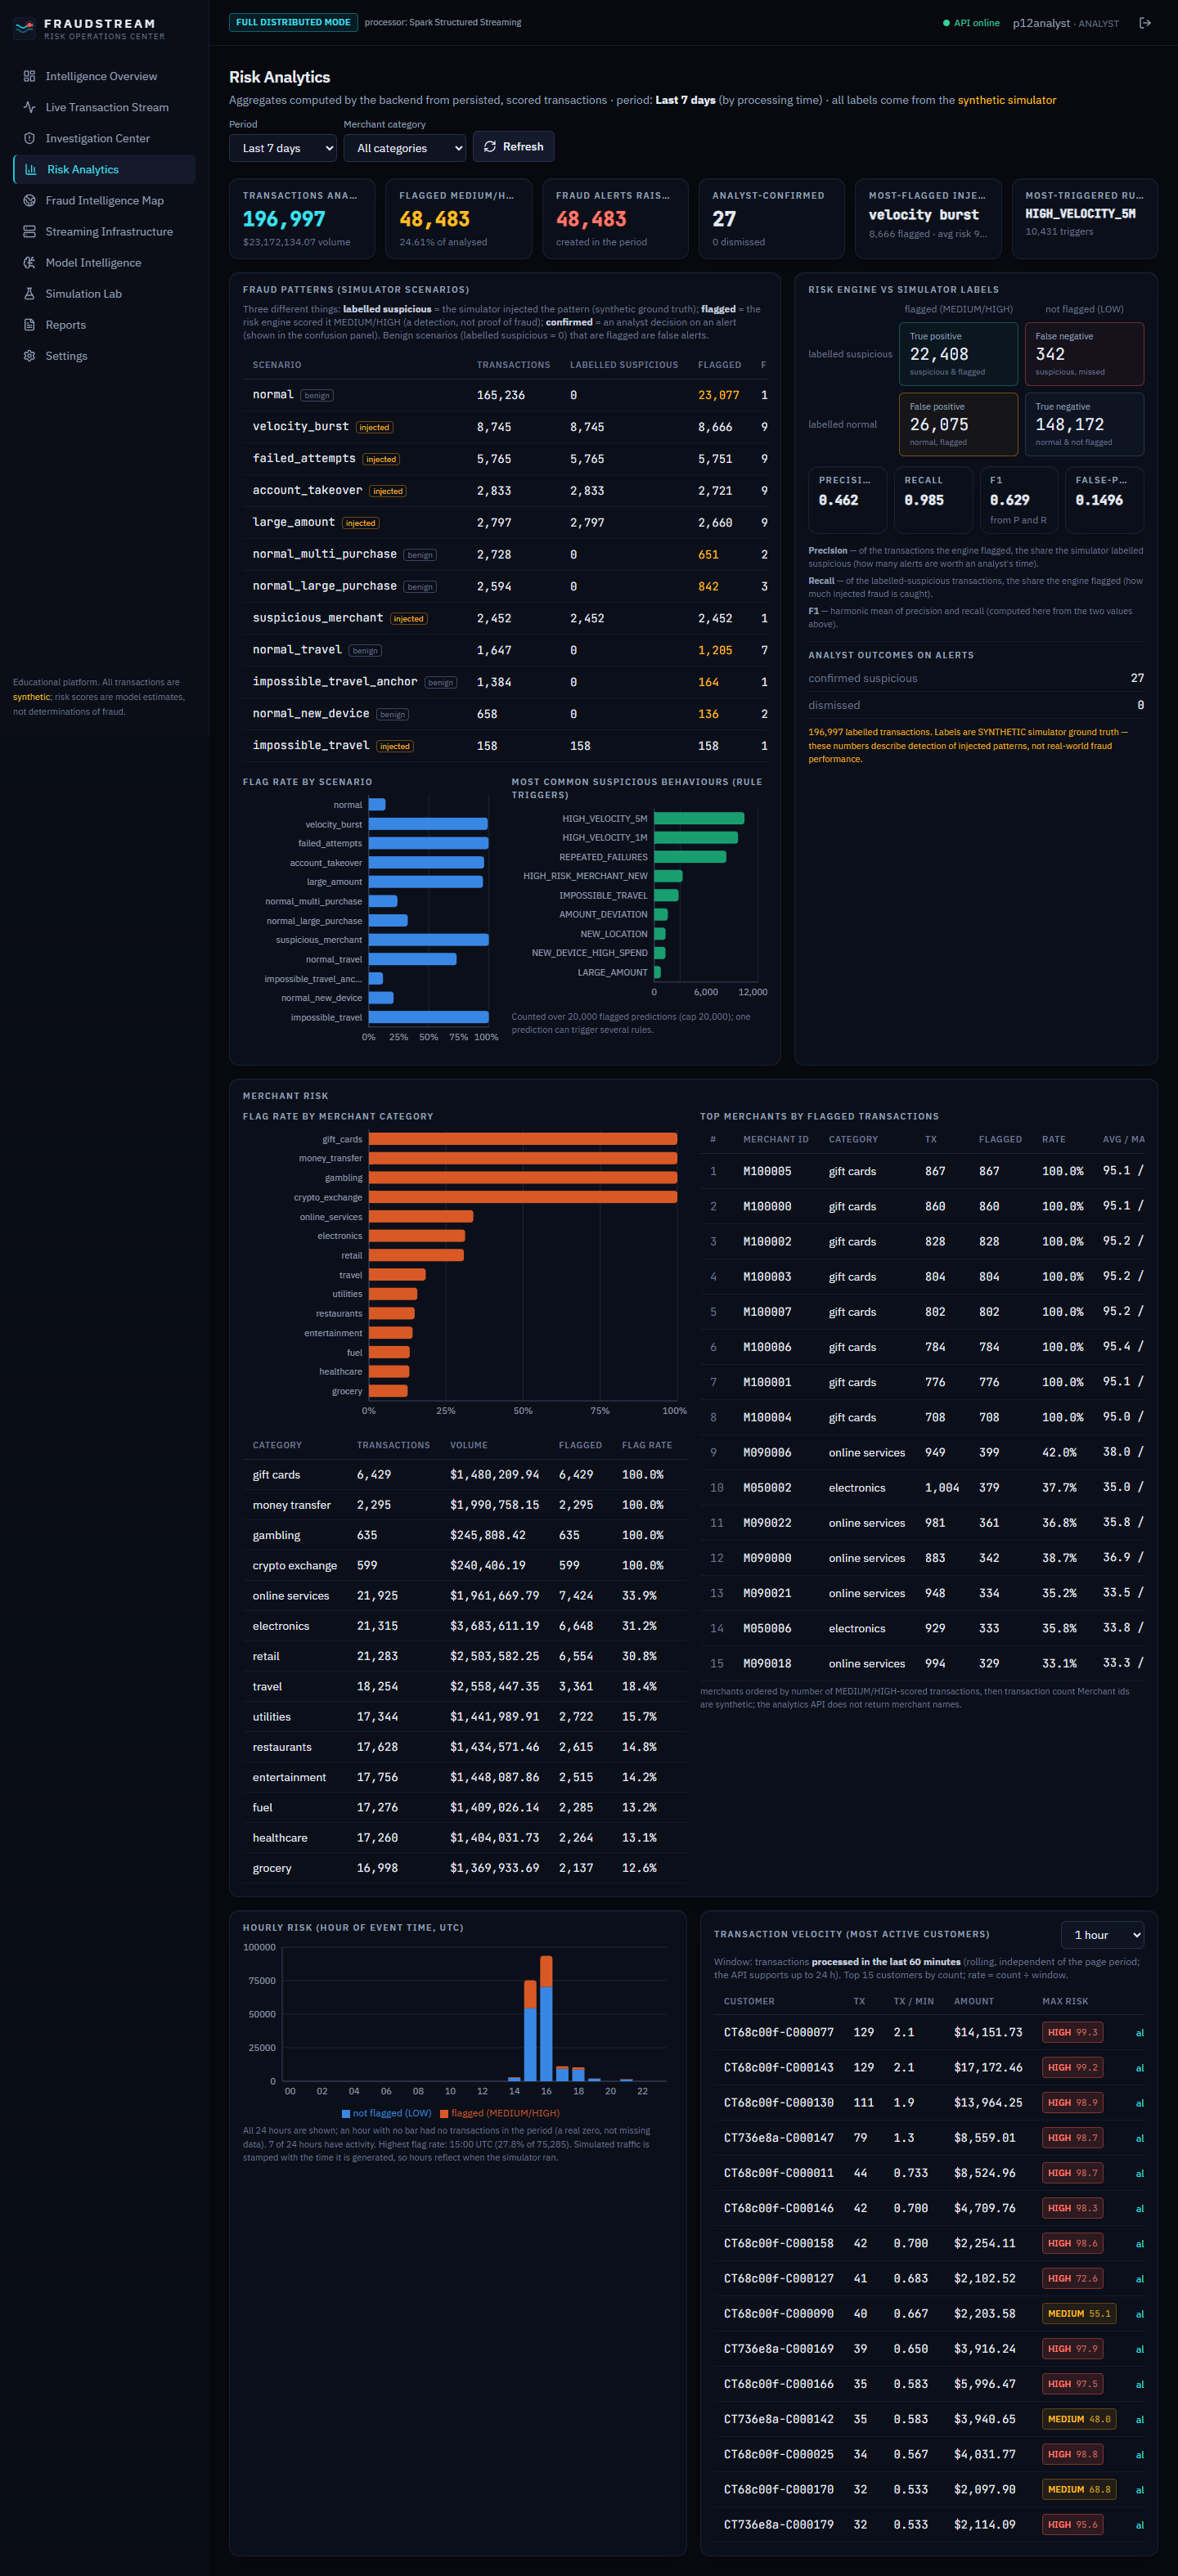 FRAUDSTREAM
RISK OPERATIONS CENTER
Intelligence Overview
Live Transaction Stream
Investigation Center
Risk Analytics
Fraud Intelligence Map
Streaming Infrastructure
Model Intelligence
Simulation Lab
Reports
Settings
Educational platform. All transactions are
synthetic; risk scores are model estimates,
not determinations of fraud.
FULL DISTRIBUTED MODE processor: Spark Structured Streaming
API online p12analyst · ANALYST
Risk Analytics
Aggregates computed by the backend from persisted, scored transactions · period: Last 7 days (by processing time) · all labels come from the synthetic simulator
Period Merchant category
Last 7 days All categories Refresh
TRANSACTIONS ANA...
196,997
$23,172,134.07 volume
FLAGGED MEDIUM/H...
48,483
24.61% of analysed
FRAUD ALERTS RAIS...
48,483
created in the period
ANALYST-CONFIRMED
27
0 dismissed
MOST-FLAGGED INJE...
velocity burst
8,666 flagged · avg risk 9...
MOST-TRIGGERED RU...
HIGH_VELOCITY_5M
10,431 triggers
FRAUD PATTERNS (SIMULATOR SCENARIOS)
Three different things: labelled suspicious = the simulator injected the pattern (synthetic ground truth); flagged = the
risk engine scored it MEDIUM/HIGH (a detection, not proof of fraud); confirmed = an analyst decision on an alert
(shown in the confusion panel). Benign scenarios (labelled suspicious = 0) that are flagged are false alerts.
SCENARIO TRANSACTIONS LABELLED SUSPICIOUS FLAGGED F
normal benign 165,236 0 23,077 1
velocity_burst injected 8,745 8,745 8,666 9
failed_attempts injected 5,765 5,765 5,751 9
account_takeover injected 2,833 2,833 2,721 9
large_amount injected 2,797 2,797 2,660 9
normal_multi_purchase benign 2,728 0 651 2
normal_large_purchase benign 2,594 0 842 3
suspicious_merchant injected 2,452 2,452 2,452 1
normal_travel benign 1,647 0 1,205 7
impossible_travel_anchor benign 1,384 0 164 1
normal_new_device benign 658 0 136 2
impossible_travel injected 158 158 158 1
FLAG RATE BY SCENARIO
normal
velocity_burst
failed_attempts
account_takeover
large_amount
normal_multi_purchase
normal_large_purchase
suspicious_merchant
normal_travel
impossible_travel_anc...
normal_new_device
impossible_travel
0% 25% 50% 75% 100%
MOST COMMON SUSPICIOUS BEHAVIOURS (RULE
TRIGGERS)
HIGH_VELOCITY_5M
HIGH_VELOCITY_1M
REPEATED_FAILURES
HIGH_RISK_MERCHANT_NEW
IMPOSSIBLE_TRAVEL
AMOUNT_DEVIATION
NEW_LOCATION
NEW_DEVICE_HIGH_SPEND
LARGE_AMOUNT
0 6,000 12,000
Counted over 20,000 flagged predictions (cap 20,000); one
prediction can trigger several rules.
RISK ENGINE VS SIMULATOR LABELS
flagged (MEDIUM/HIGH) not flagged (LOW)
labelled suspicious
True positive
22,408
suspicious & flagged
False negative
342
suspicious, missed
labelled normal
False positive
26,075
normal, flagged
True negative
148,172
normal & not flagged
PRECISI...
0.462
RECALL
0.985
F1
0.629
from P and R
FALSE-P...
0.1496
Precision — of the transactions the engine flagged, the share the simulator labelled
suspicious (how many alerts are worth an analyst's time).
Recall — of the labelled-suspicious transactions, the share the engine flagged (how
much injected fraud is caught).
F1 — harmonic mean of precision and recall (computed here from the two values
above).
ANALYST OUTCOMES ON ALERTS
confirmed suspicious 27
dismissed 0
196,997 labelled transactions. Labels are SYNTHETIC simulator ground truth —
these numbers describe detection of injected patterns, not real-world fraud
performance.
MERCHANT RISK
FLAG RATE BY MERCHANT CATEGORY
gift_cards
money_transfer
gambling
crypto_exchange
online_services
electronics
retail
travel
utilities
restaurants
entertainment
fuel
healthcare
grocery
0% 25% 50% 75% 100%
CATEGORY TRANSACTIONS VOLUME FLAGGED FLAG RATE
gift cards 6,429 $1,480,209.94 6,429 100.0%
money transfer 2,295 $1,990,758.15 2,295 100.0%
gambling 635 $245,808.42 635 100.0%
crypto exchange 599 $240,406.19 599 100.0%
online services 21,925 $1,961,669.79 7,424 33.9%
electronics 21,315 $3,683,611.19 6,648 31.2%
retail 21,283 $2,503,582.25 6,554 30.8%
travel 18,254 $2,558,447.35 3,361 18.4%
utilities 17,344 $1,441,989.91 2,722 15.7%
restaurants 17,628 $1,434,571.46 2,615 14.8%
entertainment 17,756 $1,448,087.86 2,515 14.2%
fuel 17,276 $1,409,026.14 2,285 13.2%
healthcare 17,260 $1,404,031.73 2,264 13.1%
grocery 16,998 $1,369,933.69 2,137 12.6%
TOP MERCHANTS BY FLAGGED TRANSACTIONS
# MERCHANT ID CATEGORY TX FLAGGED RATE AVG / MA
1 M100005 gift cards 867 867 100.0% 95.1 /
2 M100000 gift cards 860 860 100.0% 95.1 /
3 M100002 gift cards 828 828 100.0% 95.2 /
4 M100003 gift cards 804 804 100.0% 95.2 /
5 M100007 gift cards 802 802 100.0% 95.2 /
6 M100006 gift cards 784 784 100.0% 95.4 /
7 M100001 gift cards 776 776 100.0% 95.1 /
8 M100004 gift cards 708 708 100.0% 95.0 /
9 M090006 online services 949 399 42.0% 38.0 /
10 M050002 electronics 1,004 379 37.7% 35.0 /
11 M090022 online services 981 361 36.8% 35.8 /
12 M090000 online services 883 342 38.7% 36.9 /
13 M090021 online services 948 334 35.2% 33.5 /
14 M050006 electronics 929 333 35.8% 33.8 /
15 M090018 online services 994 329 33.1% 33.3 /
merchants ordered by number of MEDIUM/HIGH-scored transactions, then transaction count Merchant ids
are synthetic; the analytics API does not return merchant names.
HOURLY RISK (HOUR OF EVENT TIME, UTC)
100000
75000
50000
25000
0
00 02 04 06 08 10 12 14 16 18 20 22
not flagged (LOW) flagged (MEDIUM/HIGH)
All 24 hours are shown; an hour with no bar had no transactions in the period (a real zero, not missing
data). 7 of 24 hours have activity. Highest flag rate: 15:00 UTC (27.8% of 75,285). Simulated traffic is
stamped with the time it is generated, so hours reflect when the simulator ran.
TRANSACTION VELOCITY (MOST ACTIVE CUSTOMERS) 1 hour
Window: transactions processed in the last 60 minutes (rolling, independent of the page period;
the API supports up to 24 h). Top 15 customers by count; rate = count ÷ window.
CUSTOMER TX TX / MIN AMOUNT MAX RISK
CT68c00f-C000077 129 2.1 $14,151.73 HIGH 99.3 al
CT68c00f-C000143 129 2.1 $17,172.46 HIGH 99.2 al
CT68c00f-C000130 111 1.9 $13,964.25 HIGH 98.9 al
CT736e8a-C000147 79 1.3 $8,559.01 HIGH 98.7 al
CT68c00f-C000011 44 0.733 $8,524.96 HIGH 98.7 al
CT68c00f-C000146 42 0.700 $4,709.76 HIGH 98.3 al
CT68c00f-C000158 42 0.700 $2,254.11 HIGH 98.6 al
CT68c00f-C000127 41 0.683 $2,102.52 HIGH 72.6 al
CT68c00f-C000090 40 0.667 $2,203.58 MEDIUM 55.1 al
CT736e8a-C000169 39 0.650 $3,916.24 HIGH 97.9 al
CT68c00f-C000166 35 0.583 $5,996.47 HIGH 97.5 al
CT736e8a-C000142 35 0.583 $3,940.65 MEDIUM 48.0 al
CT68c00f-C000025 34 0.567 $4,031.77 HIGH 98.8 al
CT68c00f-C000170 32 0.533 $2,097.90 MEDIUM 68.8 al
CT736e8a-C000179 32 0.533 $2,114.09 HIGH 95.6 al